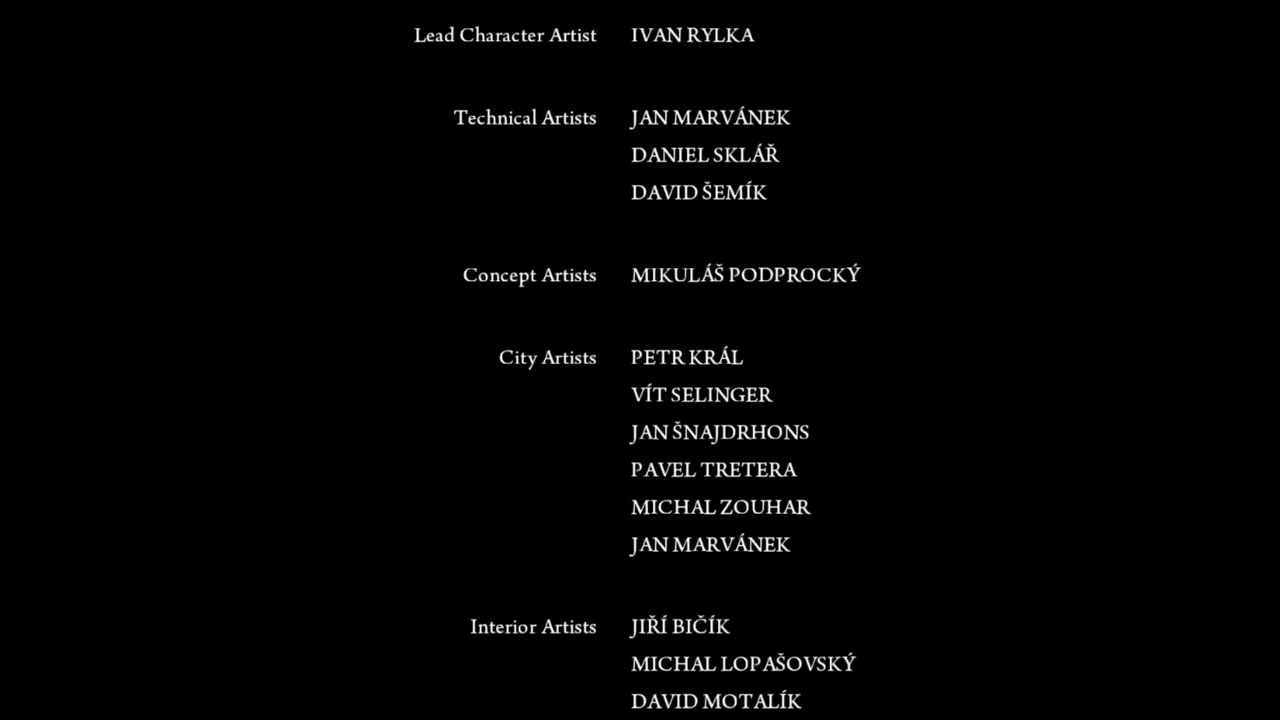 Lead Character Artist IVAN RYLKA
Technical Artists JAN MARVÁNEK
DANIEL SKLÁŘ
DAVID ŠEMÍK
Concept Artists MIKULÁŠ PODPROCKÝ
City Artists PETR KRÁL
VÍT SELINGER
JAN ŠNAJDRHONS
PAVEL TRETERA
MICHAL ZOUHAR
JAN MARVÁNEK
Interior Artists JIŘÍ BIČÍK
MICHAL LOPAŠOVSKÝ
DAVID MOTALÍK